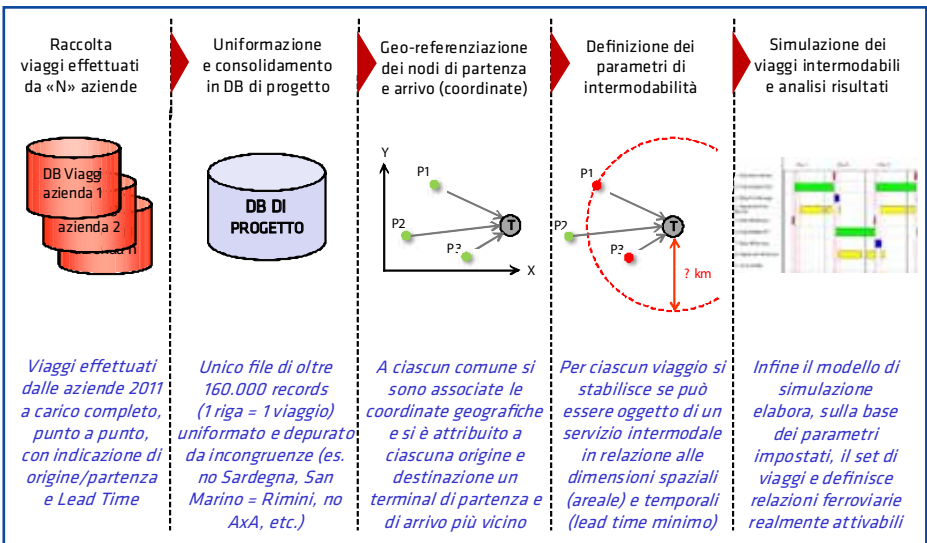 Raccolta
viaggi effettuati
da «N» aziende
Uniformazione
e consolidamento
in DB di progetto
Geo-referenziazione
dei nodi di partenza
e arrivo (coordinate)
Definizione dei
parametri di
intermodabilità
Simulazione dei
viaggi intermodabili
e analisi risultati
DB Viaggi
azienda 1
azienda 2
DB DI
PROGETTO
Y
P1
P2
P3
T
X
P1
P2
P3
T
? km
Viaggi effettuati
dalle aziende 2011
a carico completo,
punto a punto,
con indicazione di
origine/partenza
e Lead Time
Unico file di oltre
160.000 records
(1 riga = 1 viaggio)
uniformato e depurato
da incongruenze (es.
no Sardegna, San
Marino = Rimini, no
AxA, etc.)
A ciascun comune si
sono associate le
coordinate geografiche
e si è attribuito a
ciascuna origine e
destinazione un
terminal di partenza e
di arrivo più vicino
Per ciascun viaggio si
stabilisce se può
essere oggetto di un
servizio intermodale
in relazione alle
dimensioni spaziali
(areale) e temporali
(lead time minimo)
Infine il modello di
simulazione
elabora, sulla base
dei parametri
impostati, il set di
viaggi e definisce
relazioni ferroviarie
realmente attivabili